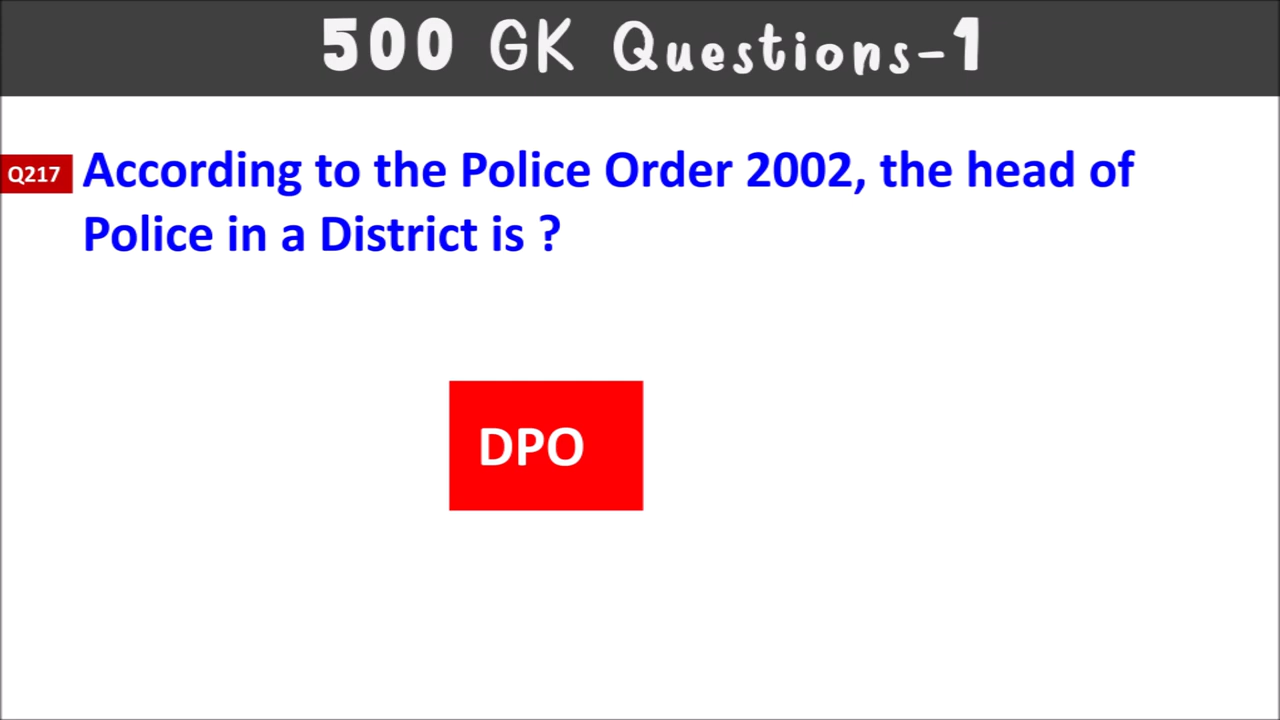 500 GK Questions-1
Q217 According to the Police Order 2002, the head of
Police in a District is ?
DPO